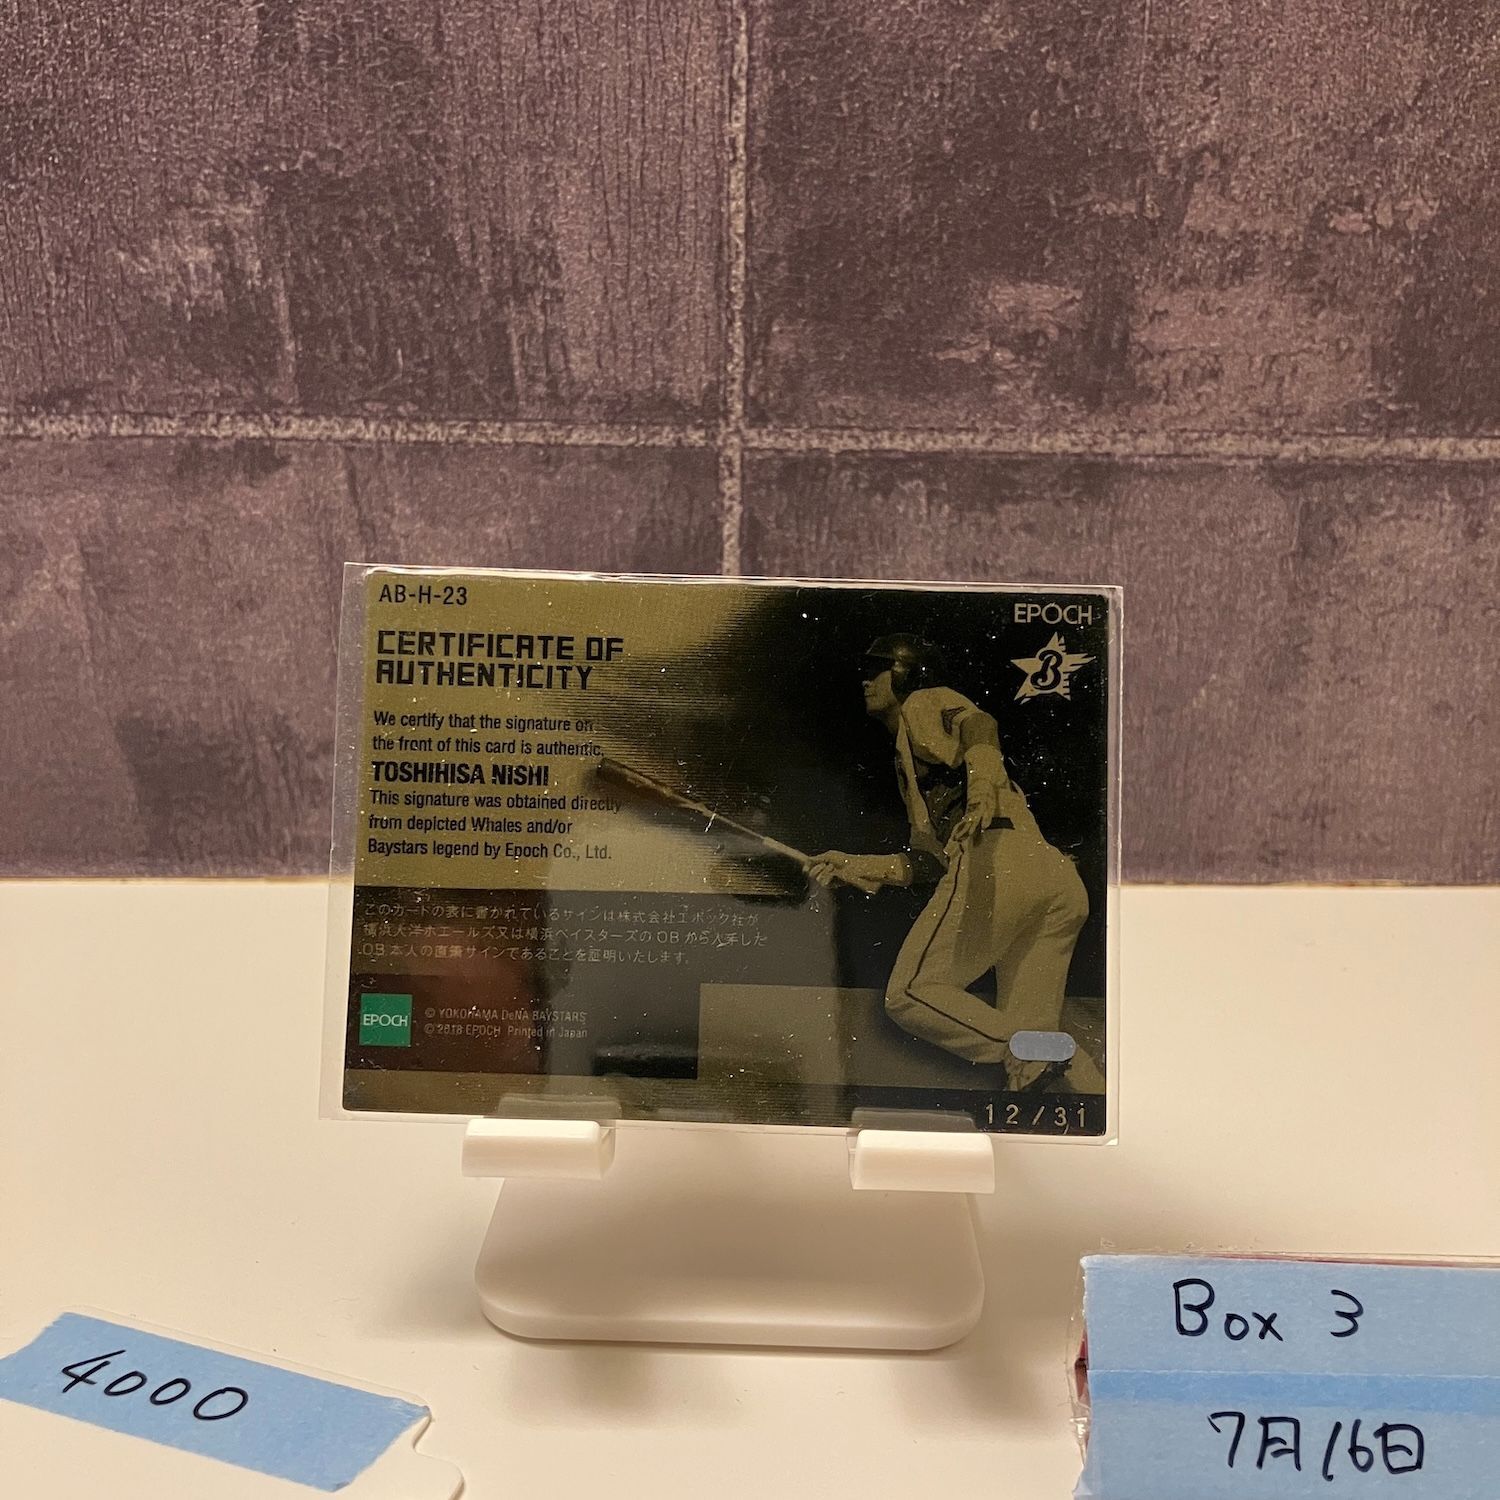 AB-H-23
EPOCH
B
CERTIFICATE OF
AUTHENTICITY
We certify that the signature on
the front of this card is authentic.
TOSHIHISA NISHI
This signature was obtained directly
from depicted Whales and/or
Baystars legend by Epoch Co., Ltd.
このカードの表に書かれているサインは株式会社エポック社が
横浜大洋ホエールズ又は横浜ベイスターズのOBから入手した
OB本人の直筆サインであることを証明いたします。
EPOCH
© YOKOHAMA DeNA BAYSTARS
© 2018 EPOCH Printed in Japan
12/31
4000
Box 3
7月16日